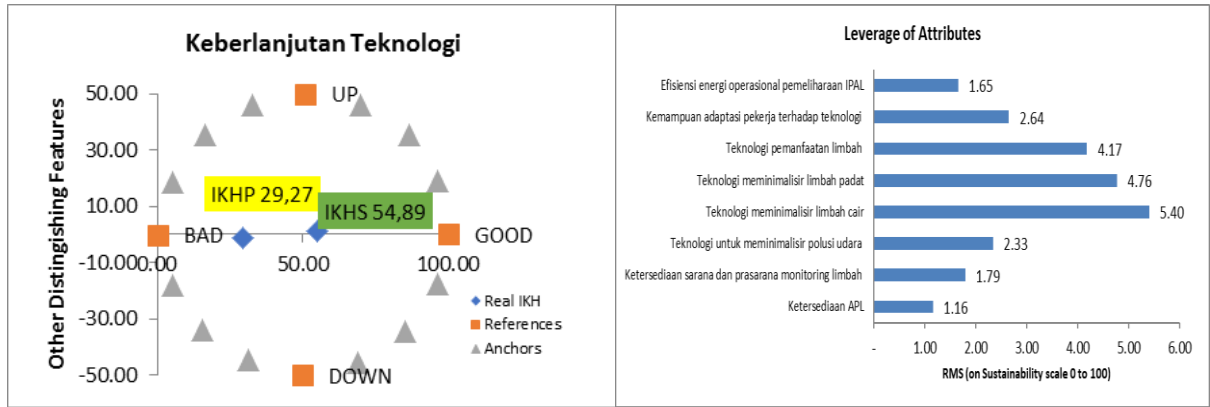 Keberlanjutan Teknologi
Other Distingishing Features
50.00
30.00
10.00
-10.00
-30.00
-50.00
0.00
50.00
100.00
UP
BAD
GOOD
DOWN
IKHP 29,27
IKHS 54,89
Real IKH
References
Anchors
Leverage of Attributes
Efisiensi energi operasional pemeliharaan IPAL 1.65
Kemampuan adaptasi pekerja terhadap teknologi 2.64
Teknologi pemanfaatan limbah 4.17
Teknologi meminimalisir limbah padat 4.76
Teknologi meminimalisir limbah cair 5.40
Teknologi untuk meminimalisir polusi udara 2.33
Ketersediaan sarana dan prasarana monitoring limbah 1.79
Ketersediaan APL 1.16
- 1.00 2.00 3.00 4.00 5.00 6.00
RMS (on Sustainability scale 0 to 100)